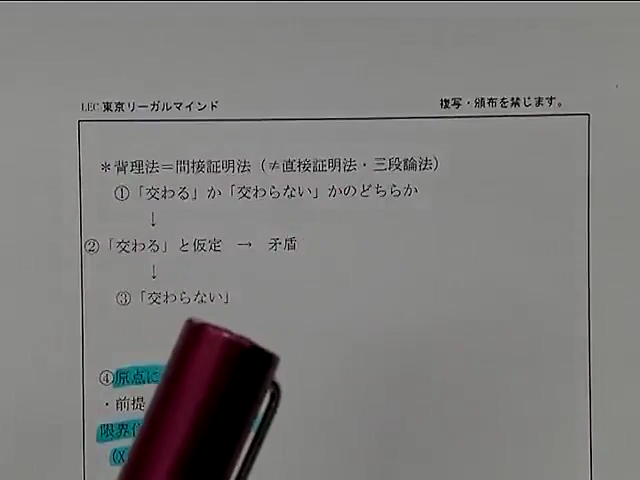 LEC東京リーガルマインド
複写・頒布を禁じます。
＊背理法＝間接証明法（≠直接証明法・三段論法）
①「交わる」か「交わらない」かのどちらか
↓
②「交わる」と仮定　→　矛盾
↓
③「交わらない」
④原点に
・前提
限界
(X